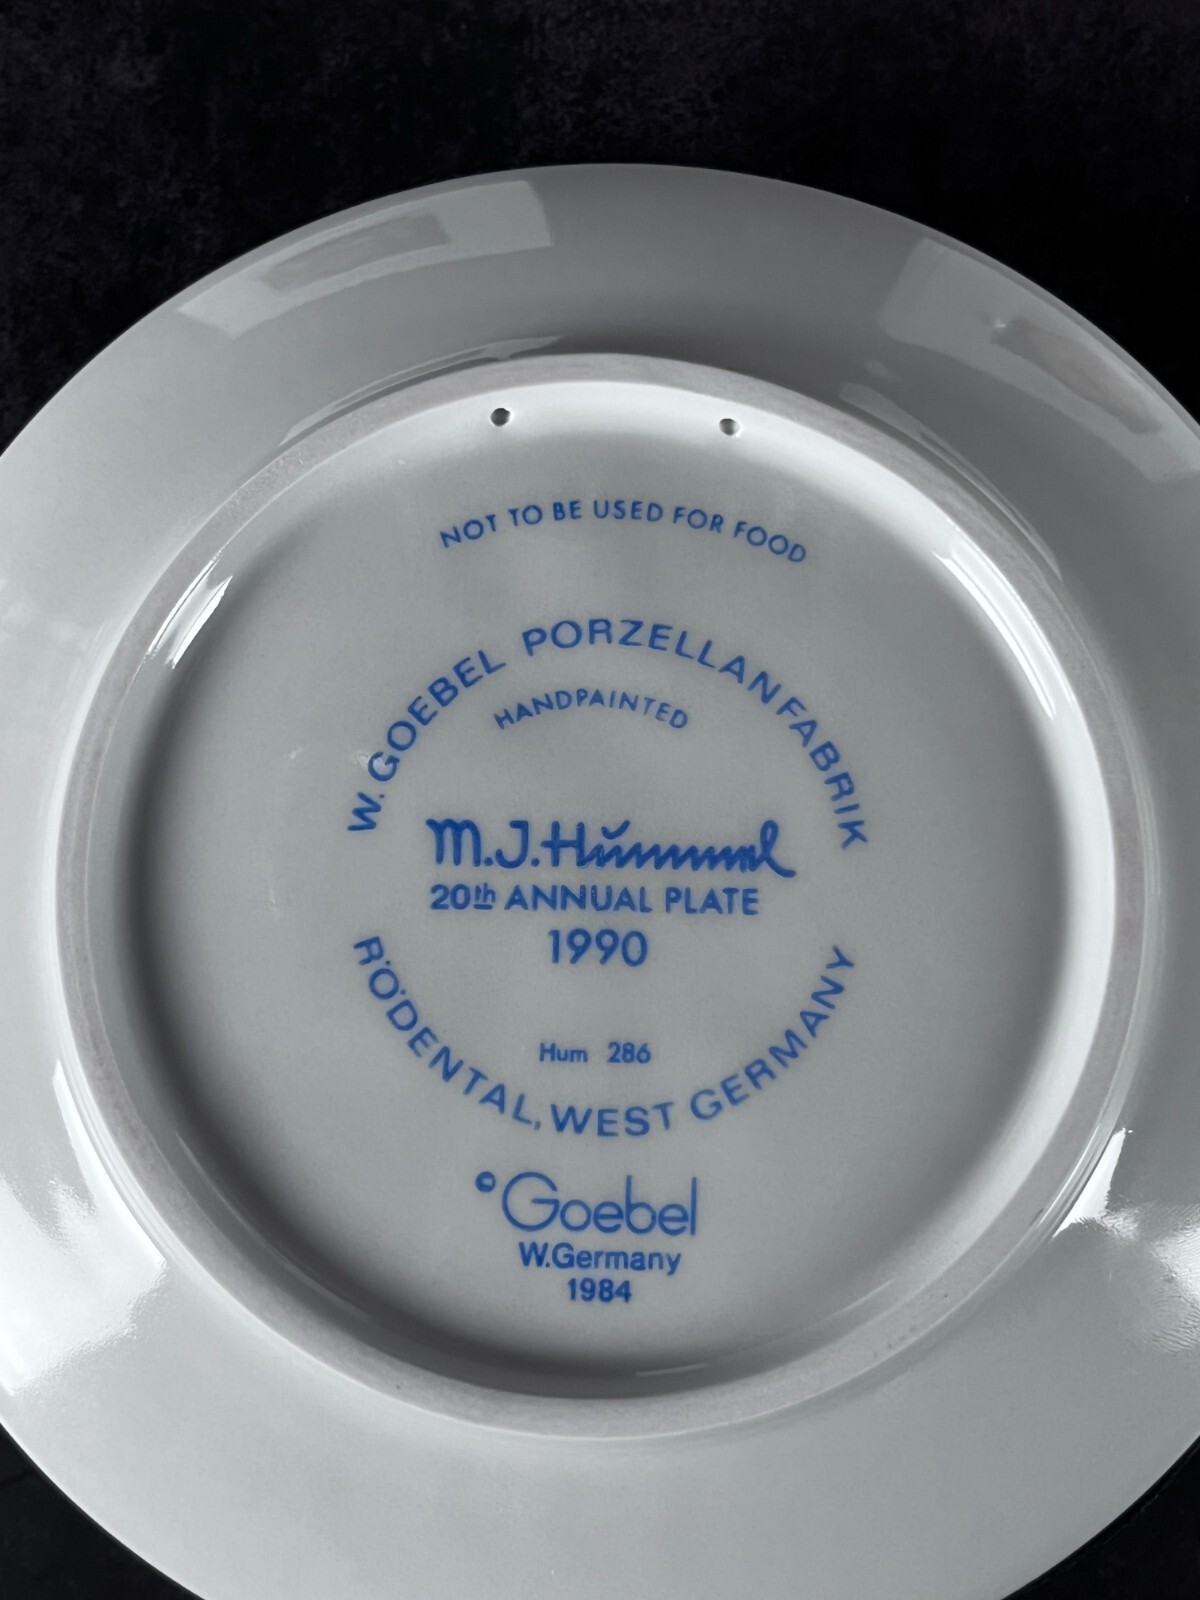 NOT TO BE USED FOR FOOD
W. GOEBEL PORZELLANFABRIK
HANDPAINTED
M.J.Hummel
20th ANNUAL PLATE
1990
Hum 286
RÖDENTAL, WEST GERMANY
©Goebel
W.Germany
1984